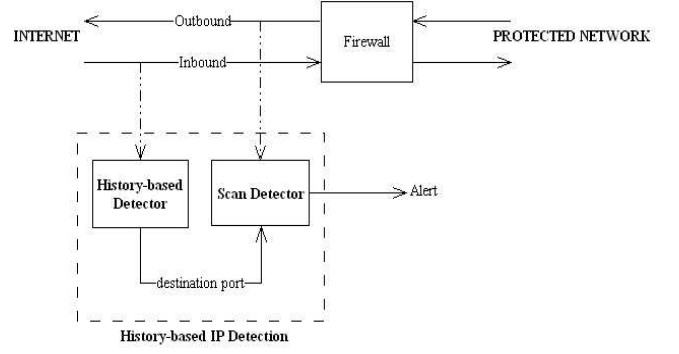 Outbound
INTERNET
Firewall
PROTECTED NETWORK
Inbound
History-based
Detector
Scan Detector
Alert
destination port
History-based IP Detection